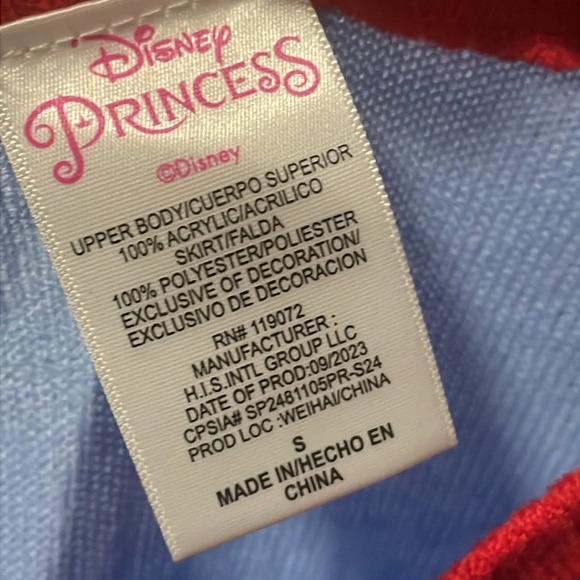 Disney
PRINCESS
©Disney
UPPER BODY/CUERPO SUPERIOR
100% ACRYLIC/ACRILICO
SKIRT/FALDA
100% POLYESTER/POLIESTER
EXCLUSIVE OF DECORATION/
EXCLUSIVO DE DECORACION
RN# 119072
MANUFACTURER :
H.I.S.INTL GROUP LLC
DATE OF PROD:09/2023
CPSIA# SP2481105PR-S24
PROD LOC :WEIHAI/CHINA
S
MADE IN/HECHO EN
CHINA